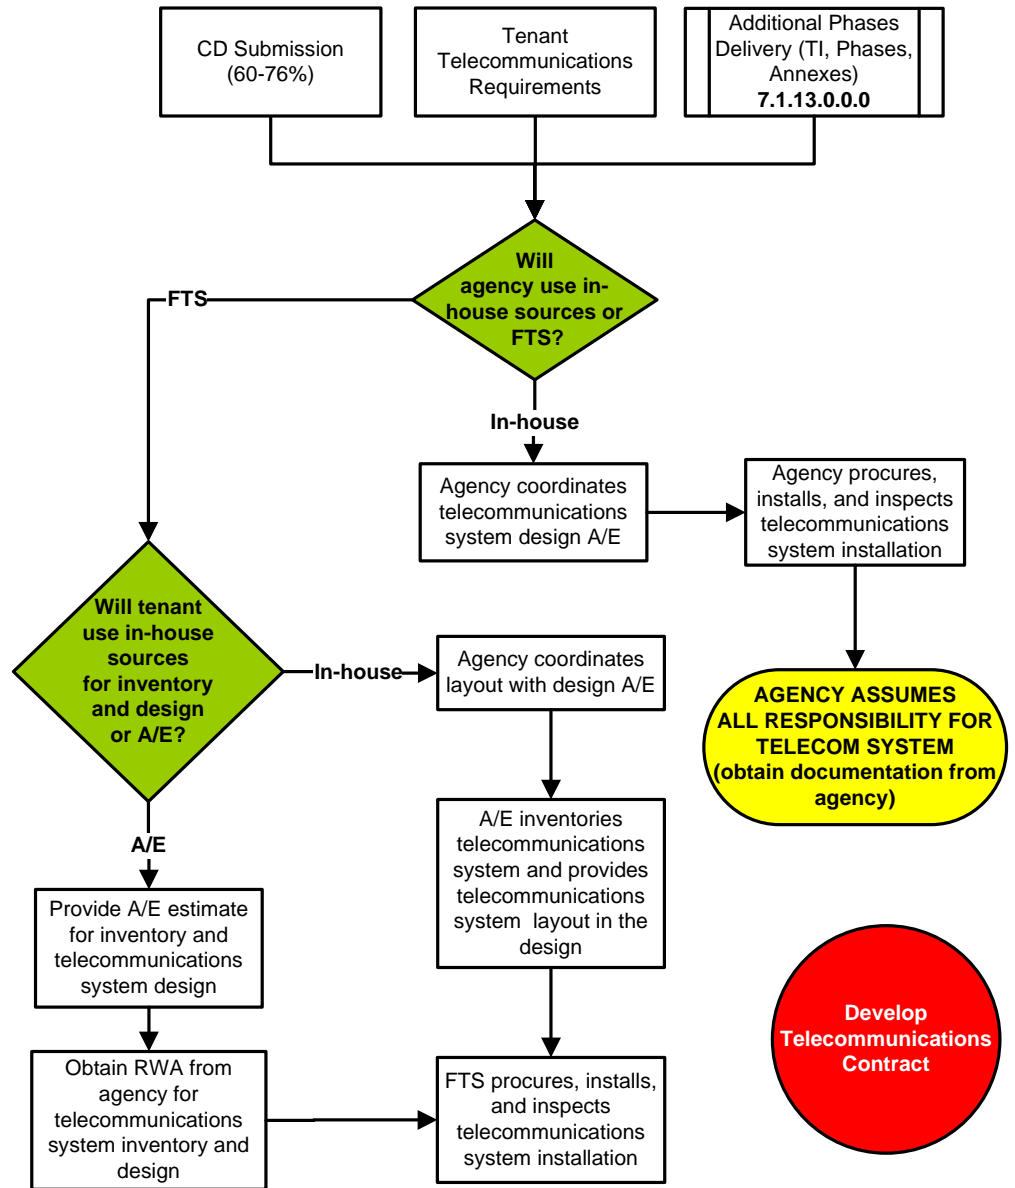 CD Submission
(60-76%)
Tenant
Telecommunications
Requirements
Additional Phases
Delivery (TI, Phases,
Annexes)
7.1.13.0.0.0
Will
agency use in-
house sources or
FTS?
FTS
In-house
Agency coordinates
telecommunications
system design A/E
Agency procures,
installs, and inspects
telecommunications
system installation
AGENCY ASSUMES
ALL RESPONSIBILITY FOR
TELECOM SYSTEM
(obtain documentation from
agency)
Will tenant
use in-house
sources
for inventory
and design
or A/E?
In-house
Agency coordinates
layout with design A/E
A/E inventories
telecommunications
system and provides
telecommunications
system layout in the
design
A/E
Provide A/E estimate
for inventory and
telecommunications
system design
Obtain RWA from
agency for
telecommunications
system inventory and
design
FTS procures, installs,
and inspects
telecommunications
system installation
Develop
Telecommunications
Contract